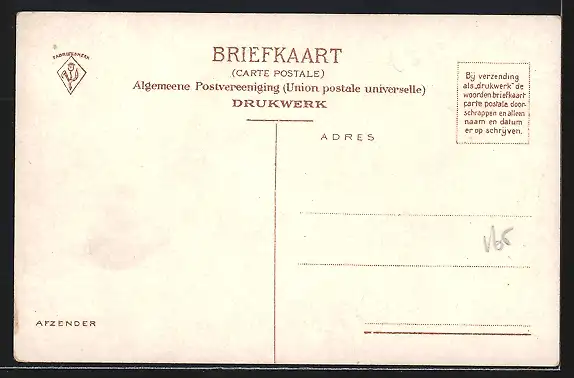 FABRIEKSMERK
BRIEFKAART
(CARTE POSTALE)
Algemeene Postvereeniging (Union postale universelle)
DRUKWERK
Bij verzending
als „drukwerk” de
woorden briefkaart
carte postale door-
schrappen en alleen
naam en datum
er op schrijven.
ADRES
V65
AFZENDER